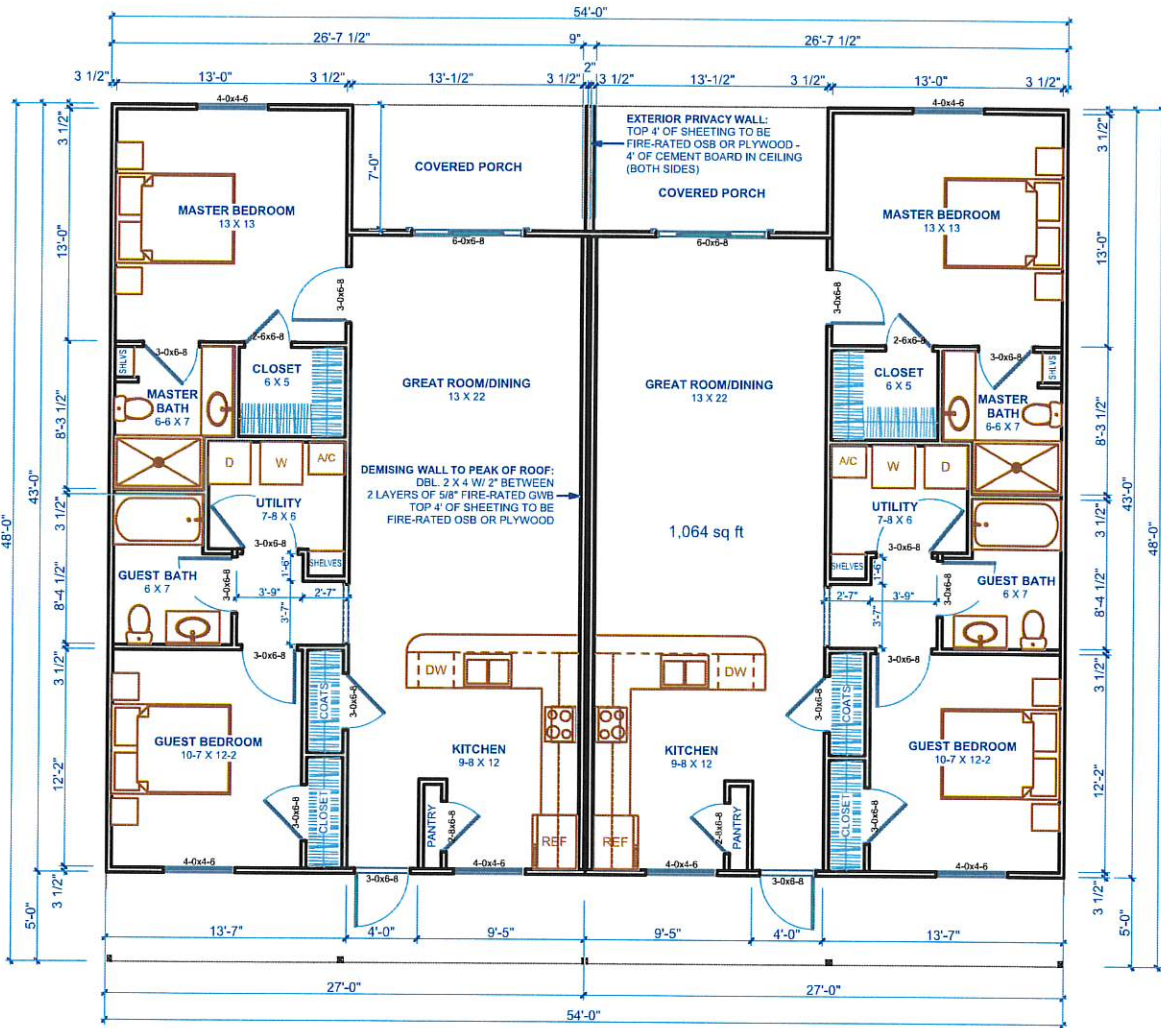 54'-0"
26'-7 1/2"
9"
26'-7 1/2"
2"
3 1/2"
13'-0"
3 1/2"
13'-1/2"
3 1/2"
3 1/2"
13'-1/2"
3 1/2"
13'-0"
3 1/2"
4-0x4-6
4-0x4-6
3 1/2"
7'-0"
COVERED PORCH
EXTERIOR PRIVACY WALL:
TOP 4' OF SHEETING TO BE
FIRE-RATED OSB OR PLYWOOD -
4' OF CEMENT BOARD IN CEILING
(BOTH SIDES)
COVERED PORCH
3 1/2"
MASTER BEDROOM
13 X 13
MASTER BEDROOM
13 X 13
13'-0"
6-0x6-8
6-0x6-8
13'-0"
3-0x6-8
3-0x6-8
2-6x6-8
2-6x6-8
SHLVS
3-0x6-8
3-0x6-8
SHLVS
CLOSET
6 X 5
GREAT ROOM/DINING
13 X 22
GREAT ROOM/DINING
13 X 22
CLOSET
6 X 5
MASTER
BATH
6-6 X 7
MASTER
BATH
6-6 X 7
8'-3 1/2"
8'-3 1/2"
D
W
A/C
A/C
W
D
DEMISING WALL TO PEAK OF ROOF:
DBL. 2 X 4 W/ 2" BETWEEN
2 LAYERS OF 5/8" FIRE-RATED GWB
TOP 4' OF SHEETING TO BE
FIRE-RATED OSB OR PLYWOOD
48'-0"
43'-0"
3 1/2"
UTILITY
7-8 X 6
UTILITY
7-8 X 6
3 1/2"
43'-0"
48'-0"
1,064 sq ft
3-0x6-8
3-0x6-8
SHELVES
SHELVES
1'-6"
1'-6"
GUEST BATH
6 X 7
GUEST BATH
6 X 7
3-0x6-8
3-0x6-8
8'-4 1/2"
3'-9"
2'-7"
2'-7"
3'-9"
8'-4 1/2"
3'-7"
3'-7"
3 1/2"
3-0x6-8
3-0x6-8
3 1/2"
DW
DW
COATS
3-0x6-8
3-0x6-8
COATS
GUEST BEDROOM
10-7 X 12-2
KITCHEN
9-8 X 12
KITCHEN
9-8 X 12
GUEST BEDROOM
10-7 X 12-2
12'-2"
12'-2"
3-0x6-8
CLOSET
PANTRY
2-8x6-8
REF
REF
2-8x6-8
PANTRY
CLOSET
3-0x6-8
4-0x4-6
4-0x4-6
4-0x4-6
4-0x4-6
3-0x6-8
3-0x6-8
3 1/2"
3 1/2"
5'-0"
5'-0"
13'-7"
4'-0"
9'-5"
9'-5"
4'-0"
13'-7"
27'-0"
27'-0"
54'-0"